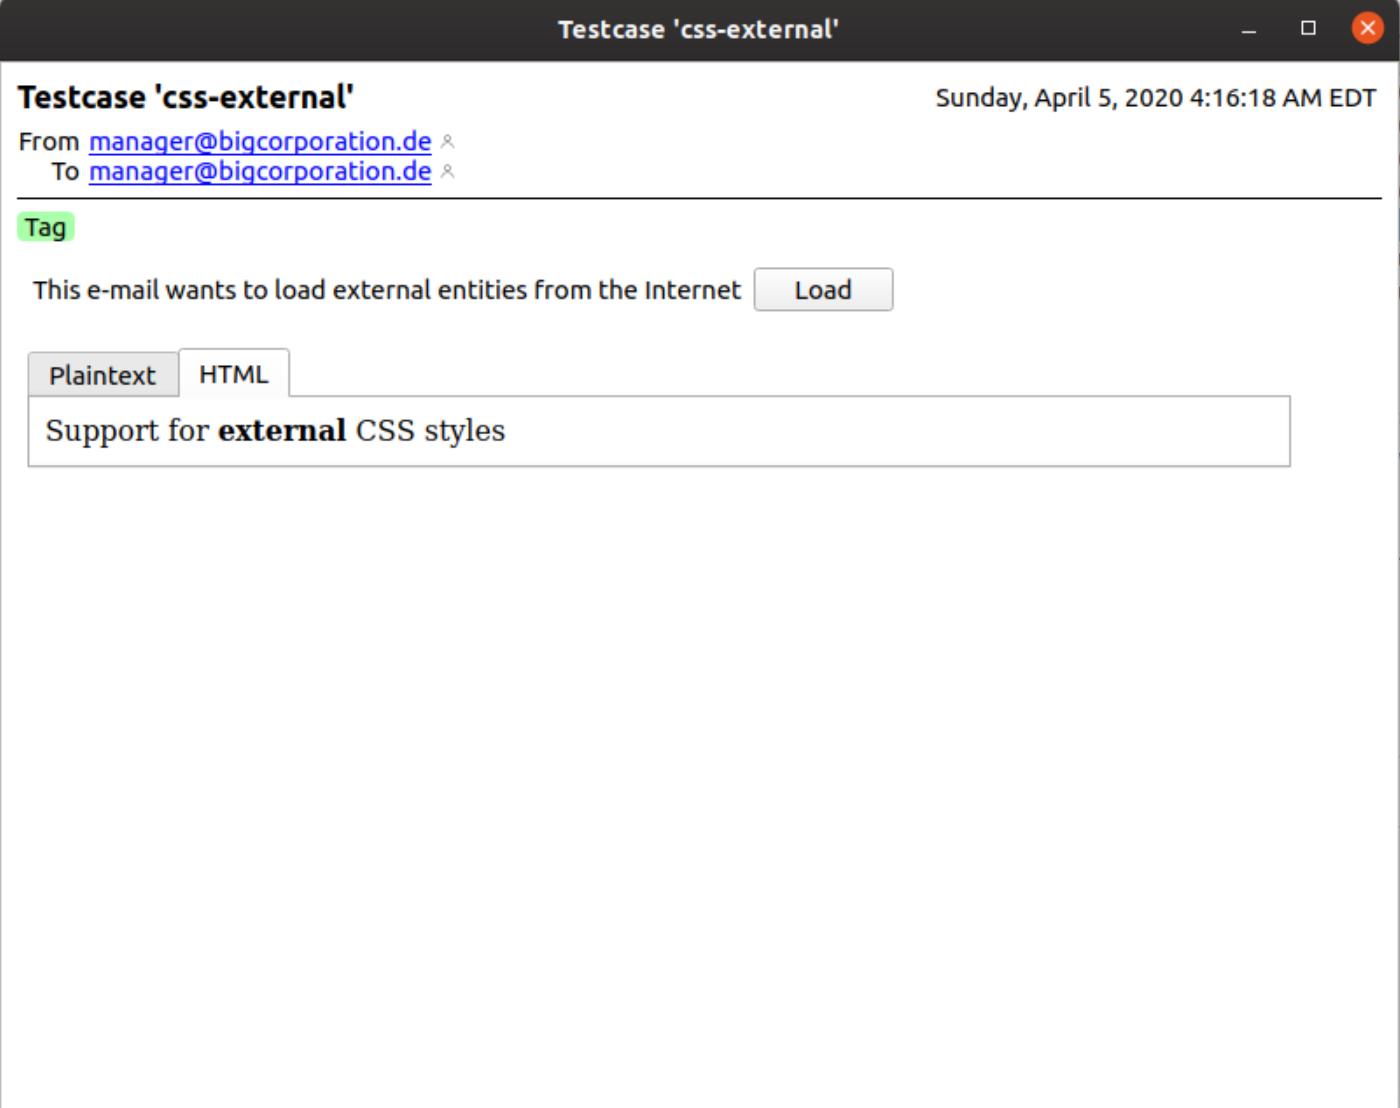 Testcase 'css-external'
Testcase 'css-external'
Sunday, April 5, 2020 4:16:18 AM EDT
From manager@bigcorporation.de
To manager@bigcorporation.de
Tag
This e-mail wants to load external entities from the Internet Load
Plaintext HTML
Support for external CSS styles